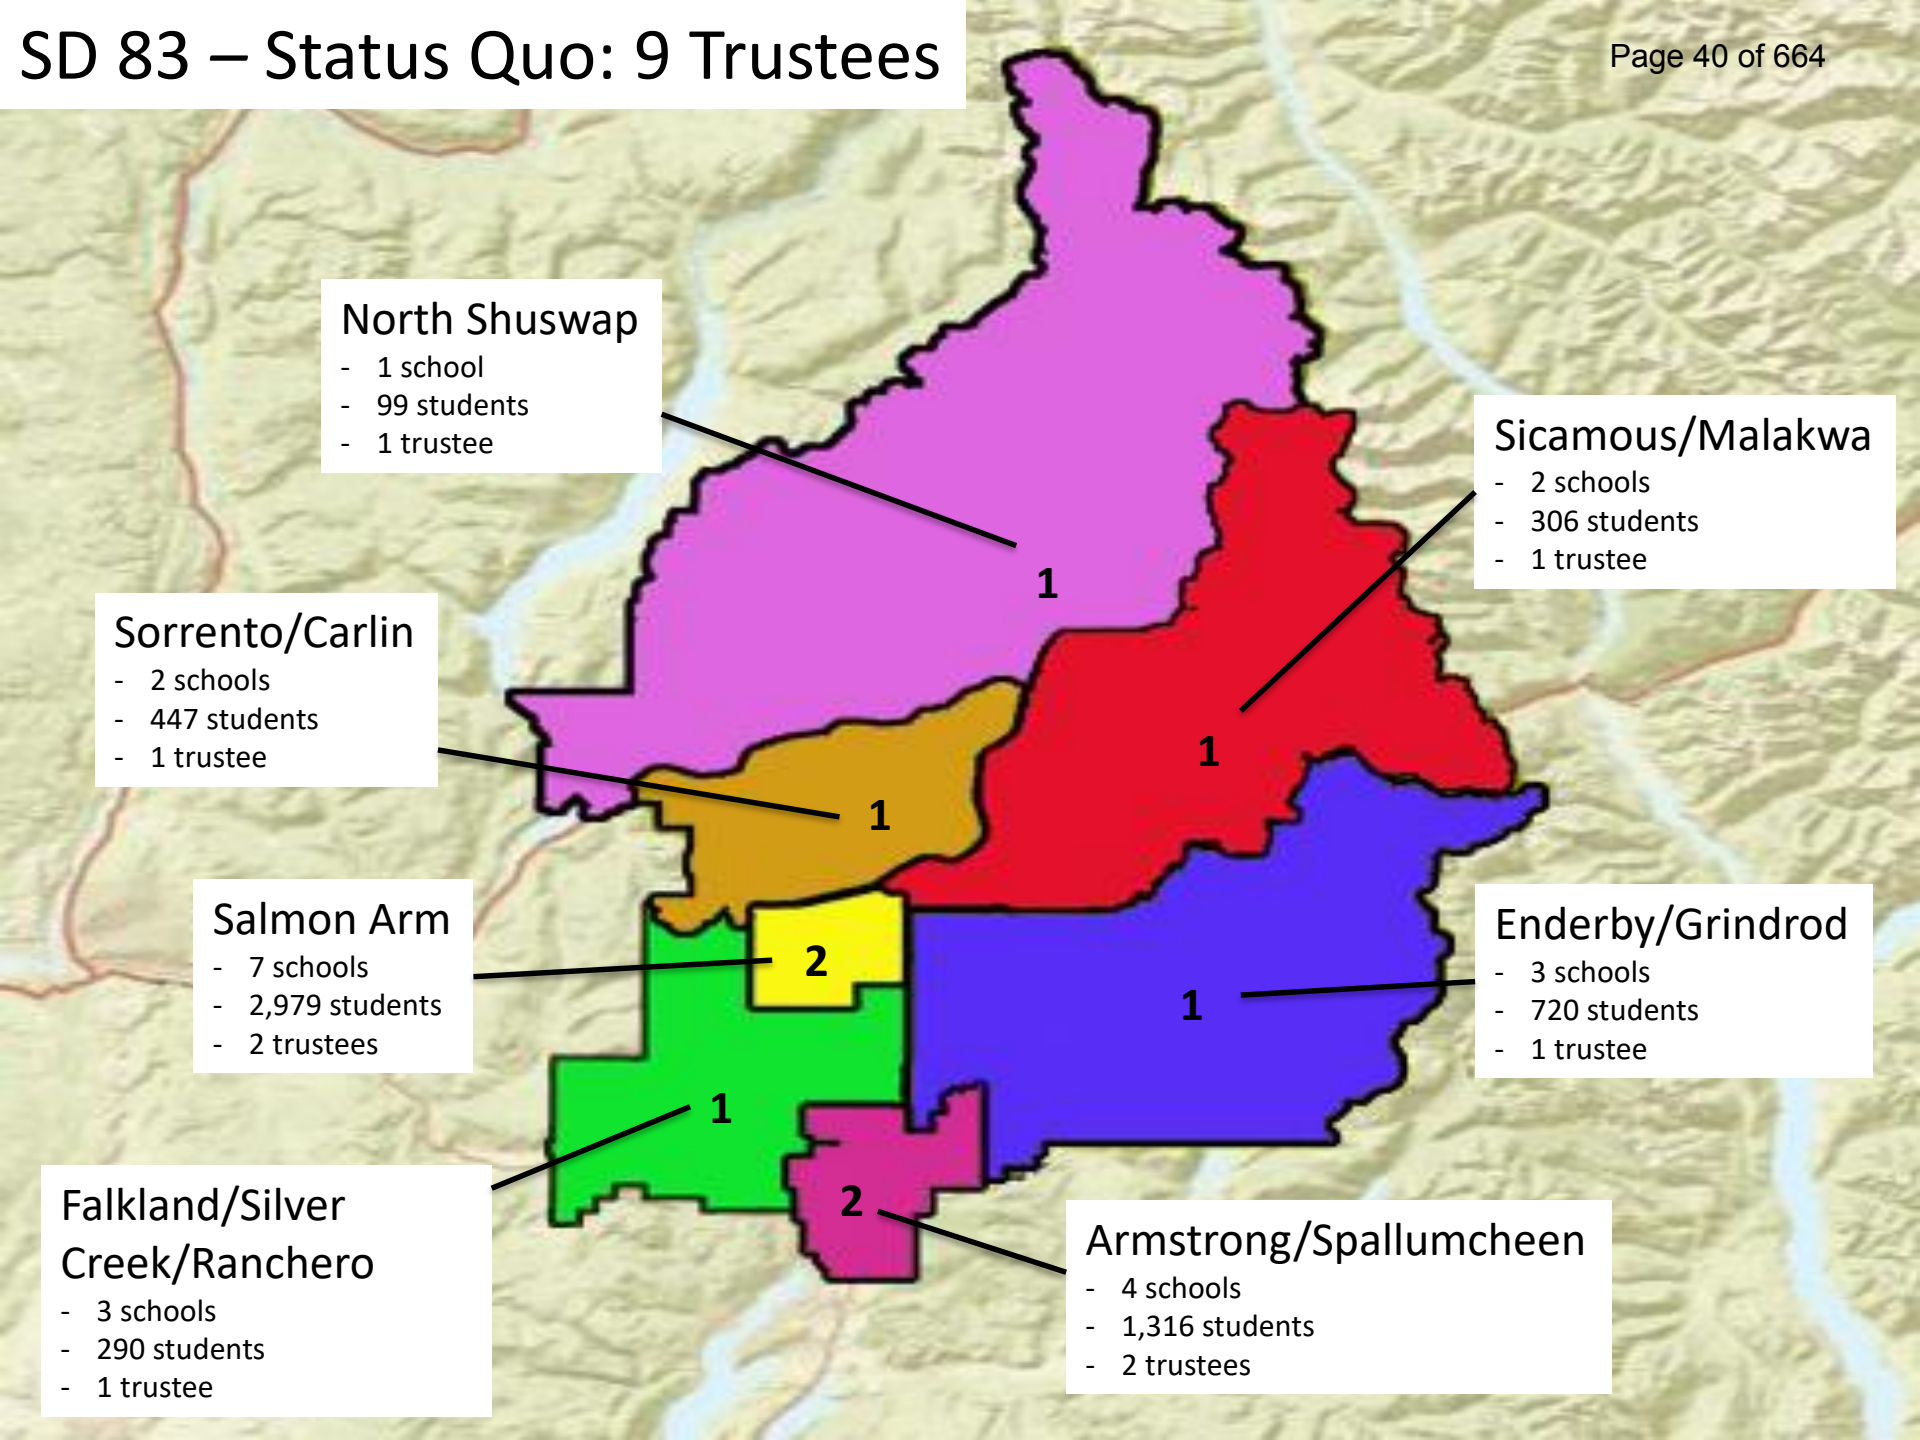 SD 83 – Status Quo: 9 Trustees
Page 40 of 664
North Shuswap
- 1 school
- 99 students
- 1 trustee
Sicamous/Malakwa
- 2 schools
- 306 students
- 1 trustee
1
Sorrento/Carlin
- 2 schools
- 447 students
- 1 trustee
1
1
Salmon Arm
- 7 schools
- 2,979 students
- 2 trustees
2
Enderby/Grindrod
- 3 schools
- 720 students
- 1 trustee
1
1
Falkland/Silver
Creek/Ranchero
- 3 schools
- 290 students
- 1 trustee
2
Armstrong/Spallumcheen
- 4 schools
- 1,316 students
- 2 trustees